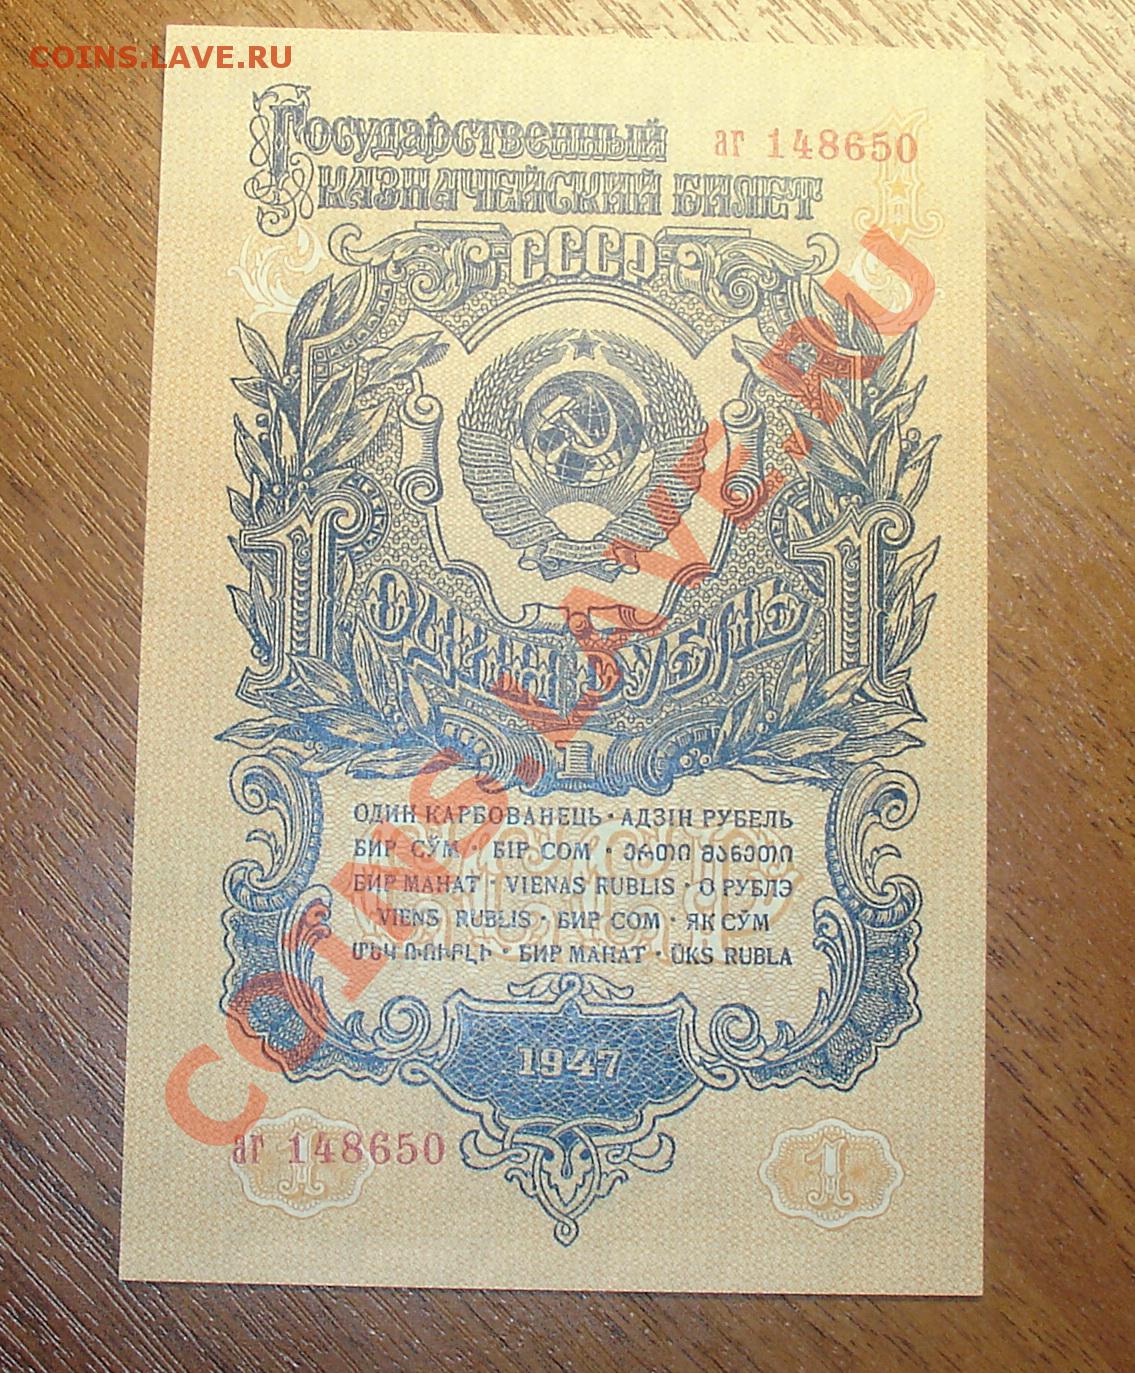 COINS.LAVE.RU
Государственный
аг 148650
казначейский билет
СССР
1 1
ОДИН РУБЛЬ
1
ОДИН КАРБОВАНЕЦЬ · АДЗІН РУБЕЛЬ
БИР СЎМ · БІР СОМ · ერთი მანეთი
БИР МАНАТ · VIENAS RUBLIS · О РУБЛЭ
VIENS RUBLIS · БИР СОМ · ЯК СӮМ
ՄԵԿ ՌՈՒԲԼԻ · БИР МАНАТ · ÜKS RUBLA
1947
аг 148650
1 1
COINS.LAVE.RU